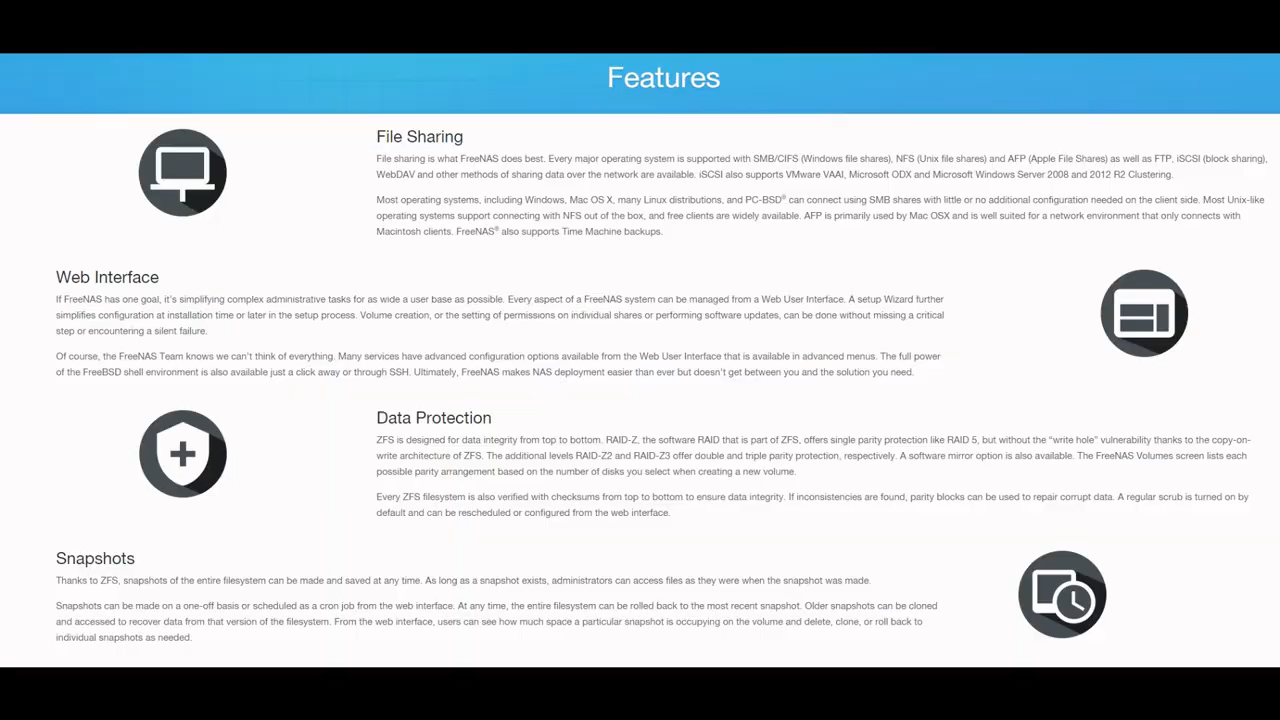 Features
File Sharing
File sharing is what FreeNAS does best. Every major operating system is supported with SMB/CIFS (Windows file shares), NFS (Unix file shares) and AFP (Apple File Shares) as well as FTP, iSCSI (block sharing),
WebDAV and other methods of sharing data over the network are available. iSCSI also supports VMware VAAI, Microsoft ODX and Microsoft Windows Server 2008 and 2012 R2 Clustering.
Most operating systems, including Windows, Mac OS X, many Linux distributions, and PC-BSD® can connect using SMB shares with little or no additional configuration needed on the client side. Most Unix-like
operating systems support connecting with NFS out of the box, and free clients are widely available. AFP is primarily used by Mac OSX and is well suited for a network environment that only connects with
Macintosh clients. FreeNAS® also supports Time Machine backups.
Web Interface
If FreeNAS has one goal, it's simplifying complex administrative tasks for as wide a user base as possible. Every aspect of a FreeNAS system can be managed from a Web User Interface. A setup Wizard further
simplifies configuration at installation time or later in the setup process. Volume creation, or the setting of permissions on individual shares or performing software updates, can be done without missing a critical
step or encountering a silent failure.
Of course, the FreeNAS Team knows we can't think of everything. Many services have advanced configuration options available from the Web User Interface that is available in advanced menus. The full power
of the FreeBSD shell environment is also available just a click away or through SSH. Ultimately, FreeNAS makes NAS deployment easier than ever but doesn't get between you and the solution you need.
Data Protection
ZFS is designed for data integrity from top to bottom. RAID-Z, the software RAID that is part of ZFS, offers single parity protection like RAID 5, but without the “write hole” vulnerability thanks to the copy-on-
write architecture of ZFS. The additional levels RAID-Z2 and RAID-Z3 offer double and triple parity protection, respectively. A software mirror option is also available. The FreeNAS Volumes screen lists each
possible parity arrangement based on the number of disks you select when creating a new volume.
Every ZFS filesystem is also verified with checksums from top to bottom to ensure data integrity. If inconsistencies are found, parity blocks can be used to repair corrupt data. A regular scrub is turned on by
default and can be rescheduled or configured from the web interface.
Snapshots
Thanks to ZFS, snapshots of the entire filesystem can be made and saved at any time. As long as a snapshot exists, administrators can access files as they were when the snapshot was made.
Snapshots can be made on a one-off basis or scheduled as a cron job from the web interface. At any time, the entire filesystem can be rolled back to the most recent snapshot. Older snapshots can be cloned
and accessed to recover data from that version of the filesystem. From the web interface, users can see how much space a particular snapshot is occupying on the volume and delete, clone, or roll back to
individual snapshots as needed.